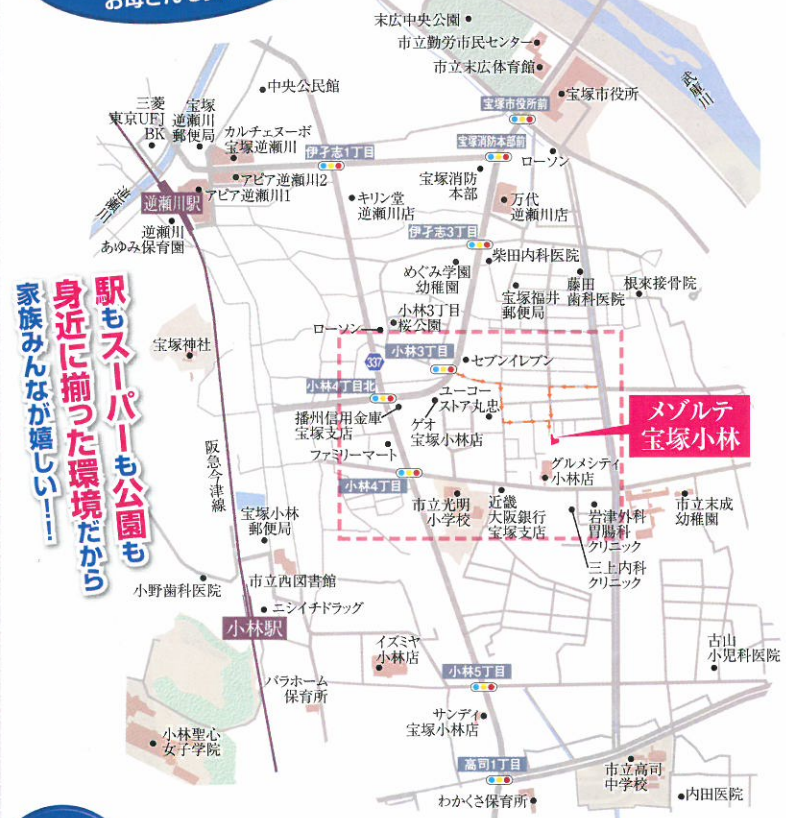 末広中央公園
市立勤労市民センター
市立末広体育館
武庫川
中央公民館
宝塚市役所前
宝塚市役所
三菱
東京UFJ
BK
宝塚
逆瀬川
郵便局
カルチェヌーボ
宝塚逆瀬川
伊孑志1丁目
宝塚消防本部前
ローソン
アピア逆瀬川2
アピア逆瀬川1
宝塚消防
本部
逆瀬川
逆瀬川駅
キリン堂
逆瀬川店
万代
逆瀬川店
逆瀬川
あゆみ保育園
伊孑志3丁目
柴田内科医院
めぐみ学園
幼稚園
宝塚福井
郵便局
藤田
歯科医院
根來接骨院
駅もスーパーも公園も
身近に揃った環境だから
家族みんなが嬉しい!!
小林3丁目
桜公園
ローソン
宝塚神社
337
小林3丁目
セブンイレブン
小林4丁目北
ユーコー
ストア丸忠
播州信用金庫
宝塚支店
ゲオ
宝塚小林店
メゾルテ
宝塚小林
ファミリーマート
阪急今津線
グルメシティ
小林店
小林4丁目
市立光明
小学校
近畿
大阪銀行
宝塚支店
岩津外科
胃腸科
クリニック
市立末成
幼稚園
宝塚小林
郵便局
三上内科
クリニック
小野歯科医院
市立西図書館
ニシイチドラッグ
小林駅
イズミヤ
小林店
古山
小児科医院
小林5丁目
パラホーム
保育所
サンディ
宝塚小林店
小林聖心
女子学院
高司1丁目
市立高司
中学校
わかくさ保育所
内田医院